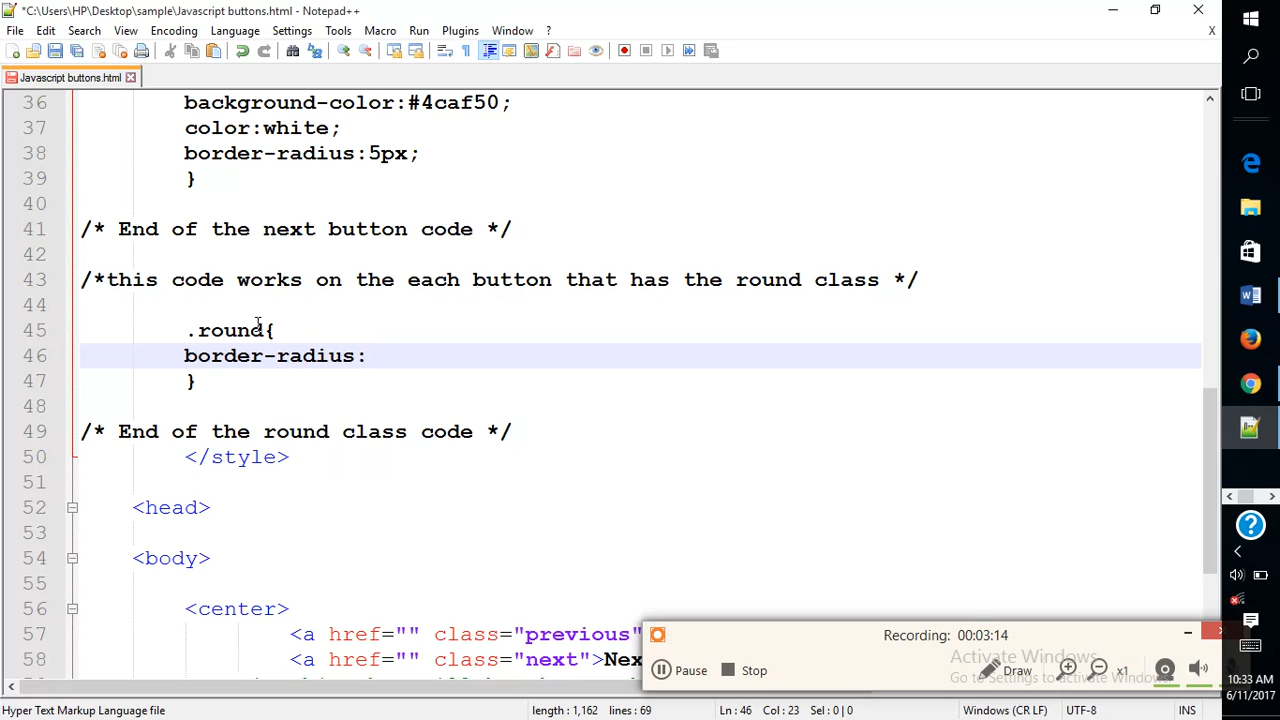 *C:\Users\HP\Desktop\sample\Javascript buttons.html - Notepad++
File Edit Search View Encoding Language Settings Tools Macro Run Plugins Window ?
X
Javascript buttons.html
36 background-color:#4caf50;
37 color:white;
38 border-radius:5px;
39 }
40
41 /* End of the next button code */
42
43 /*this code works on the each button that has the round class */
44
45 .round{
46 border-radius:
47 }
48
49 /* End of the round class code */
50 </style>
51
52 <head>
53
54 <body>
55
56 <center>
57 <a href="" class="previous"
58 <a href="" class="next">Nex
Recording: 00:03:14
Pause Stop Draw x1
Activate Windows
Go to Settings to activate Windows.
Hyper Text Markup Language file length : 1,162 lines : 69 Ln : 46 Col : 23 Sel : 0 | 0 Windows (CR LF) UTF-8 INS
10:33 AM
6/11/2017